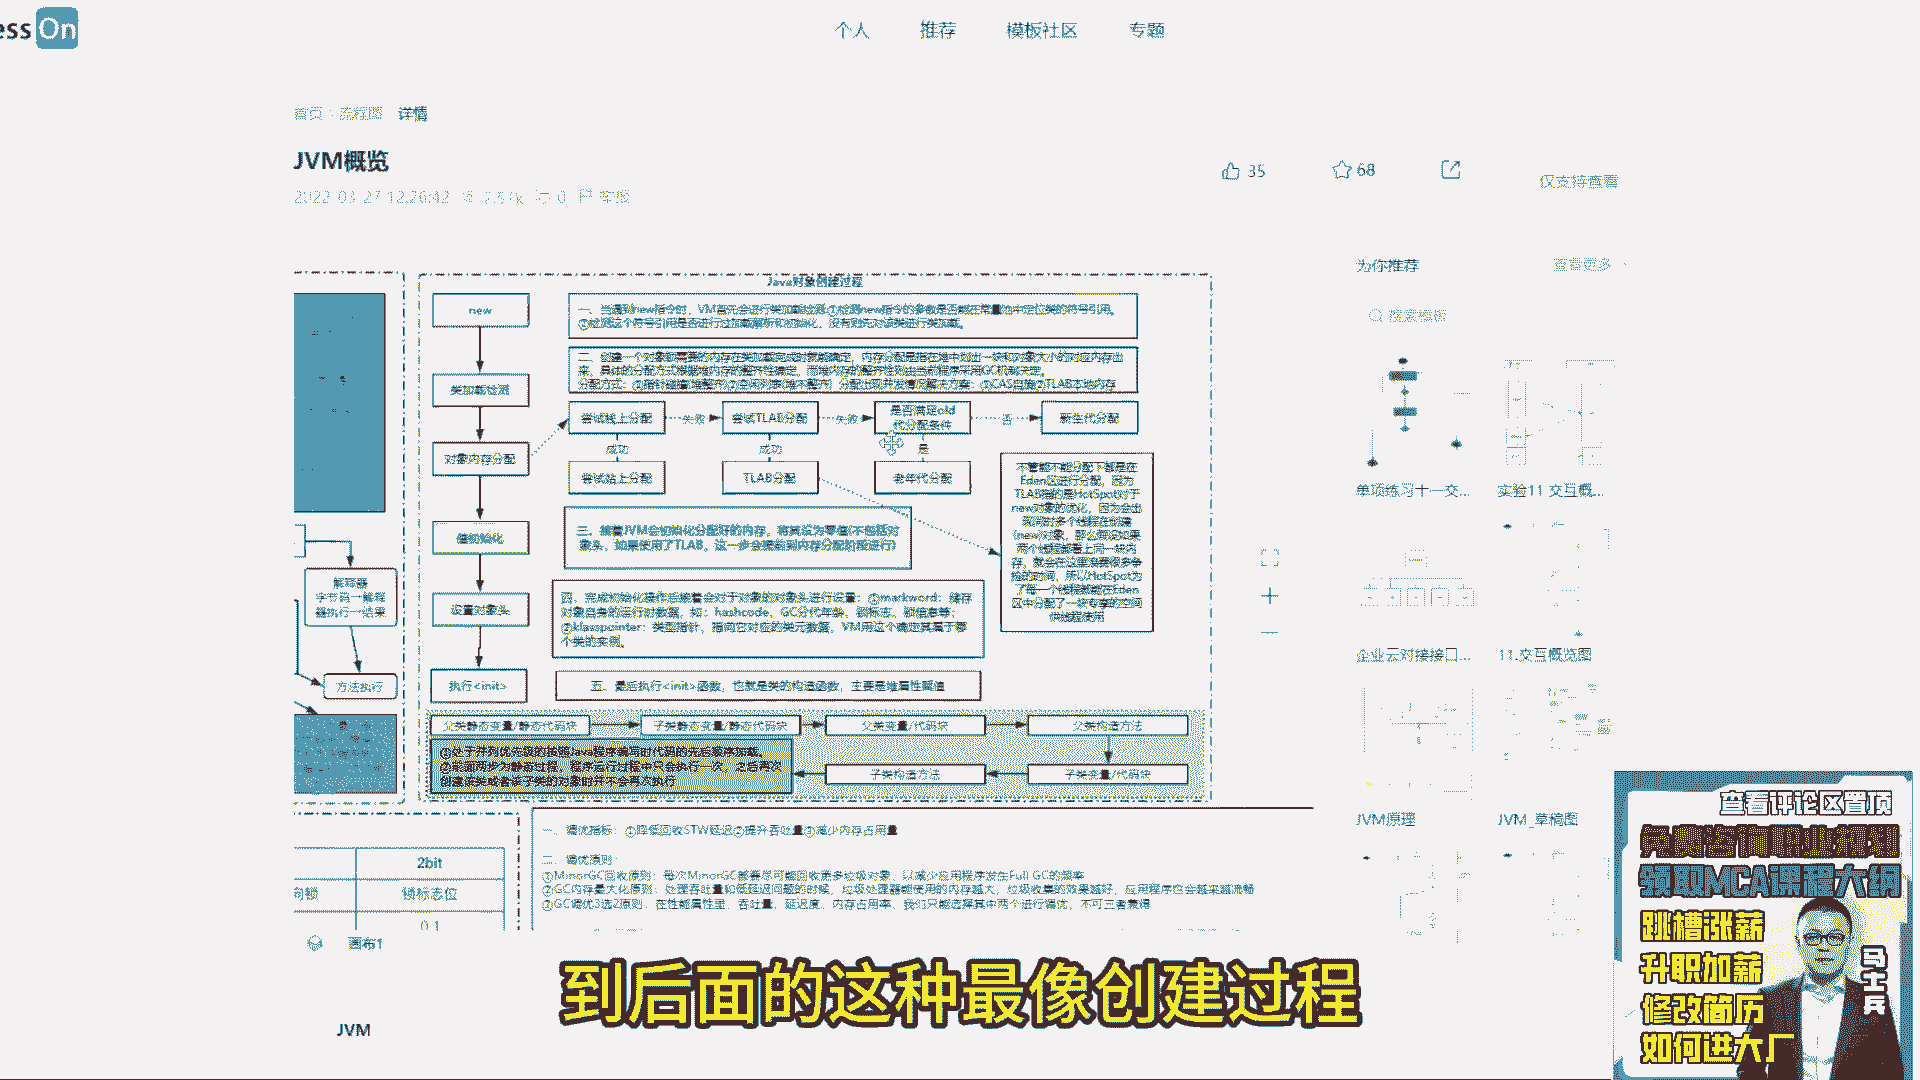 ess On
个人 推荐 模板社区 专题
首页 流程图 详情
JVM概览
35 68
仅支持查看
2022-03-27 12:26:42
为你推荐 查看更多
搜索模板
Java对象创建过程
new
类加载检测
对象内存分配
值初始化
设置对象头
执行<init>
一、当遇到new指令时，VM首先会进行类加载检测①检测new指令的参数是否能在常量池中定位类的符号引用。
②检测这个符号引用是否进行过加载解析和初始化，没有则先对该类进行类加载。
二、创建一个对象所需要的内存在类加载完成时就能确定，内存分配是指在堆中划出一块和对象大小的对应内存出
来，具体的分配方式根据堆内存的整齐性确定，而堆内存的整齐性则由当前程序采用GC机制决定。
分配方式：①指针碰撞(堆整齐)②空闲列表(堆不整齐) 分配出现并发情况解决方案：①CAS自旋②TLAB本地内存
尝试栈上分配 失败 尝试TLAB分配 失败 是否满足old
代分配条件 否 新生代分配
成功 成功 是
尝试栈上分配 TLAB分配 老年代分配
三、接着JVM会初始化分配好的内存，将其设为零值(不包括对
象头，如果使用了TLAB，这一步会提前到内存分配阶段进行)
不管能不能分配下都是在
Eden区进行分配，因为
TLAB指的是HotSpot对于
new对象的优化，因为会出
现同时多个线程在创建
(new)对象，那么假设如果
两个线程都看上同一块内
存，就会在这里浪费很多争
抢的时间，所以HotSpot为
了每一个线程都在Eden
区中分配了一块专享的空间
供线程使用
四、完成初始化操作后接着会对于对象的对象头进行设置：①markword：储存
对象自身的运行时数据，如：hashcode、GC分代年龄、锁标志、锁信息等；
②klasspointer：类型指针，指向它对应的类元数据，VM用这个确定其属于哪
个类的实例。
五、最后执行<init>函数，也就是类的构造函数，主要是堆属性赋值
解释器
字节码→解释
器执行→结果
方法执行
父类静态变量/静态代码块 子类静态变量/静态代码块 父类变量/代码块 父类构造方法
①处于并列优先级的按照Java程序编写时代码的先后顺序加载。
②前面两步为静态过程，程序运行过程中只会执行一次，之后再次
创建该类或者该子类的对象时并不会再次执行
子类构造方法 子类变量/代码块
2bit
向锁 锁标志位
0 1
一、调优指标：①降低回收STW延迟②提升吞吐量③减少内存占用量
二、调优原则：
①MinorGC回收原则：每次MinorGC都要尽可能回收更多垃圾对象，以减少应用程序发生Full GC的频率
②GC内存最大化原则：处理吞吐量和低延迟问题的时候，垃圾处理器能使用的内存越大，垃圾收集的效果越好，应用程序也会越来越流畅
③GC调优3选2原则：在性能属性里，吞吐量、延迟度、内存占用率，我们只能选择其中两个进行调优，不可三者兼得
画布1
JVM
单项练习十一交... 实验11 交互概...
企业云对接接口... 11.交互概览图
JVM原理 JVM_草稿图
到后面的这种最像创建过程
查看评论区置顶
免费咨询职业规划
领取MCA课程大纲
跳槽涨薪
升职加薪
修改简历
如何进大厂
马士兵